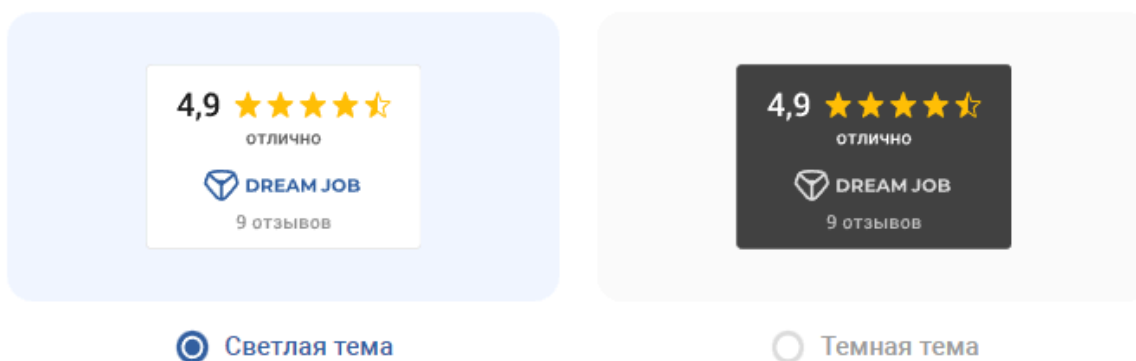 4,9
отлично
DREAM JOB
9 отзывов
Светлая тема
4,9
отлично
DREAM JOB
9 отзывов
Темная тема